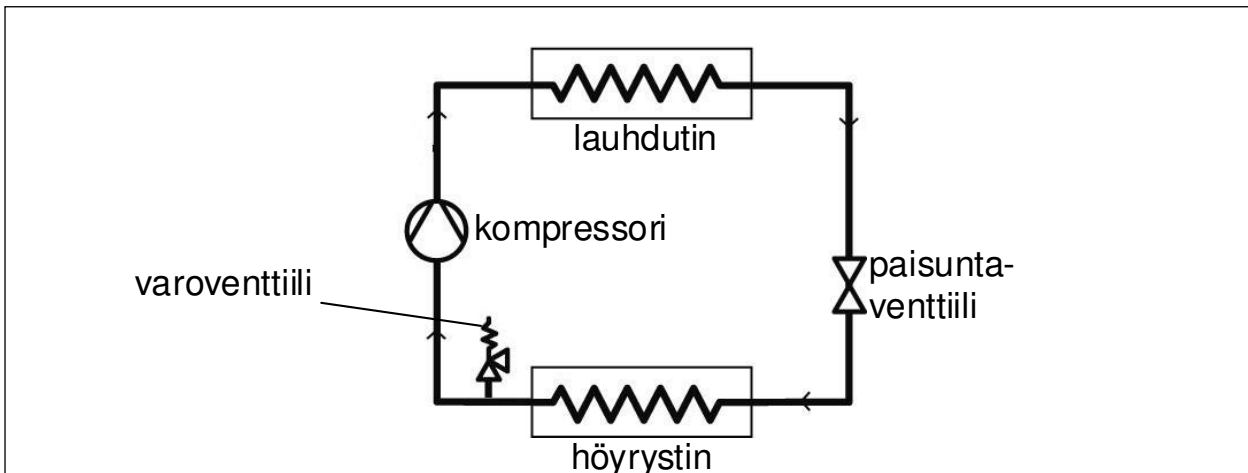 lauhdutin
kompressori
varoventtiili
paisunta-
venttiili
höyrystin